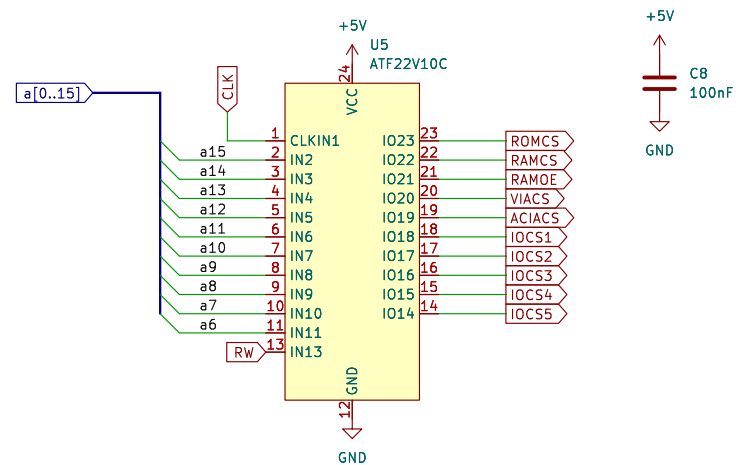 +5V
+5V
U5
ATF22V10C
C8
100nF
GND
a[0..15]
CLK
24
VCC
1 CLKIN1 IO23 23 ROMCS
a15 2 IN2 IO22 22 RAMCS
a14 3 IN3 IO21 21 RAMOE
a13 4 IN4 IO20 20 VIACS
a12 5 IN5 IO19 19 ACIACS
a11 6 IN6 IO18 18 IOCS1
a10 7 IN7 IO17 17 IOCS2
a9 8 IN8 IO16 16 IOCS3
a8 9 IN9 IO15 15 IOCS4
a7 10 IN10 IO14 14 IOCS5
a6 11 IN11
RW 13 IN13
GND
12
GND